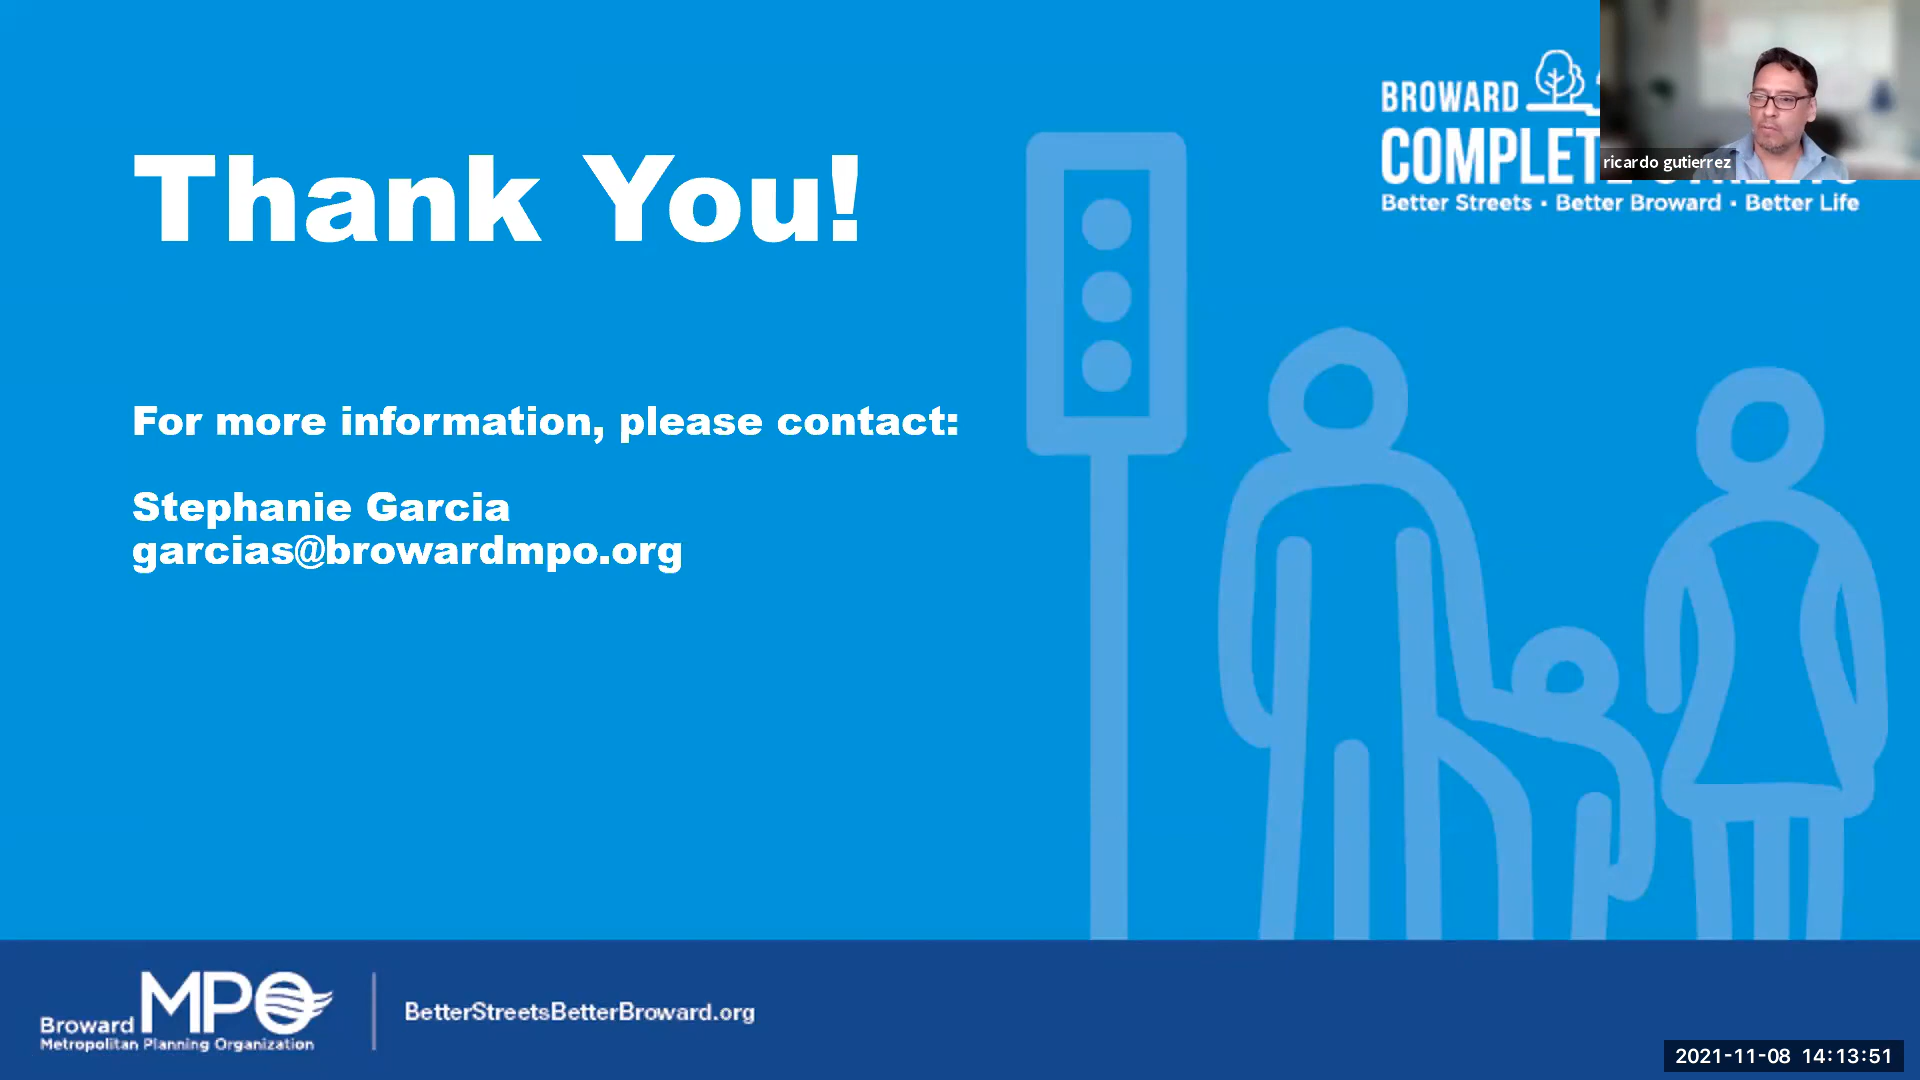 Thank You!
For more information, please contact:
Stephanie Garcia
garcias@browardmpo.org
BROWARD
COMPLETE
Better Streets • Better Broward • Better Life
ricardo gutierrez
Broward MPO
Metropolitan Planning Organization
BetterStreetsBetterBroward.org
2021-11-08 14:13:51